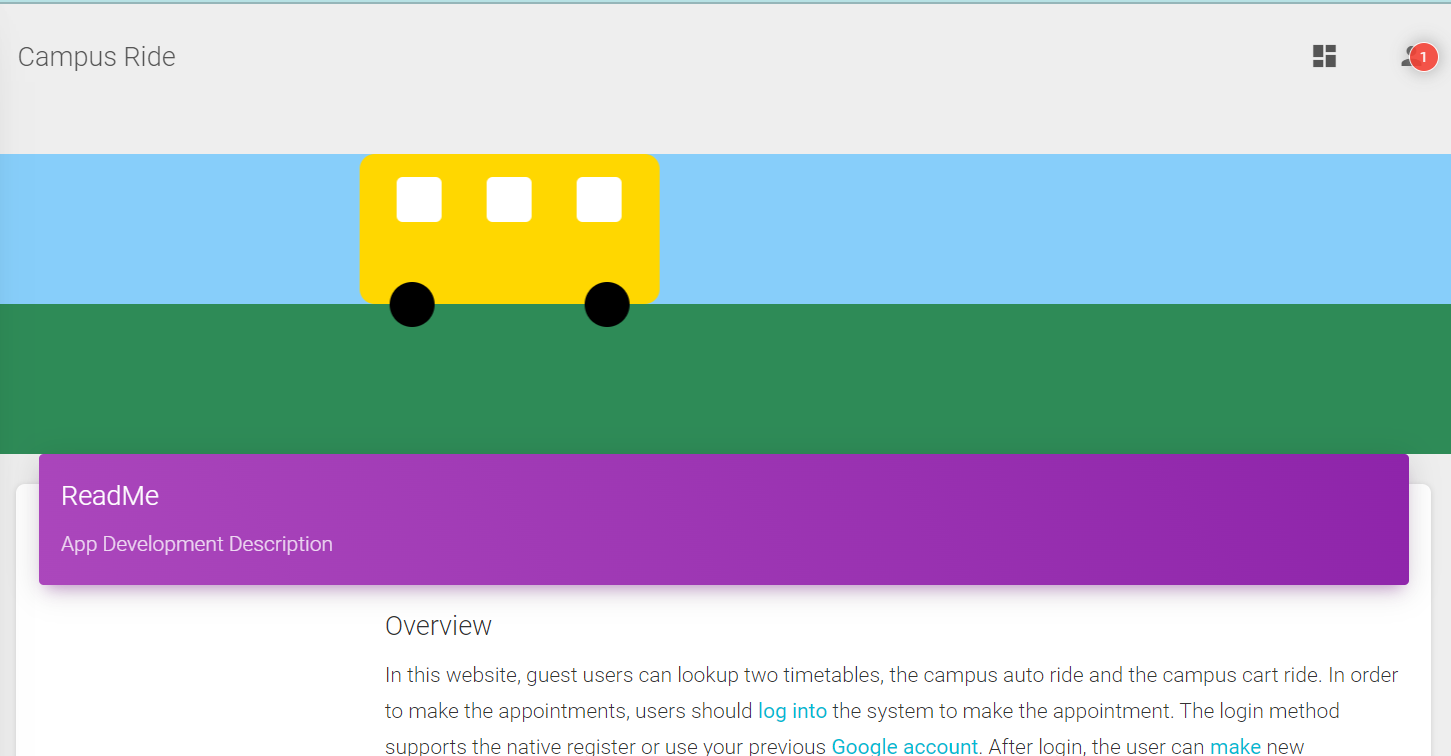 Campus Ride
1
ReadMe
App Development Description
Overview
In this website, guest users can lookup two timetables, the campus auto ride and the campus cart ride. In order
to make the appointments, users should log into the system to make the appointment. The login method
supports the native register or use your previous Google account. After login, the user can make new